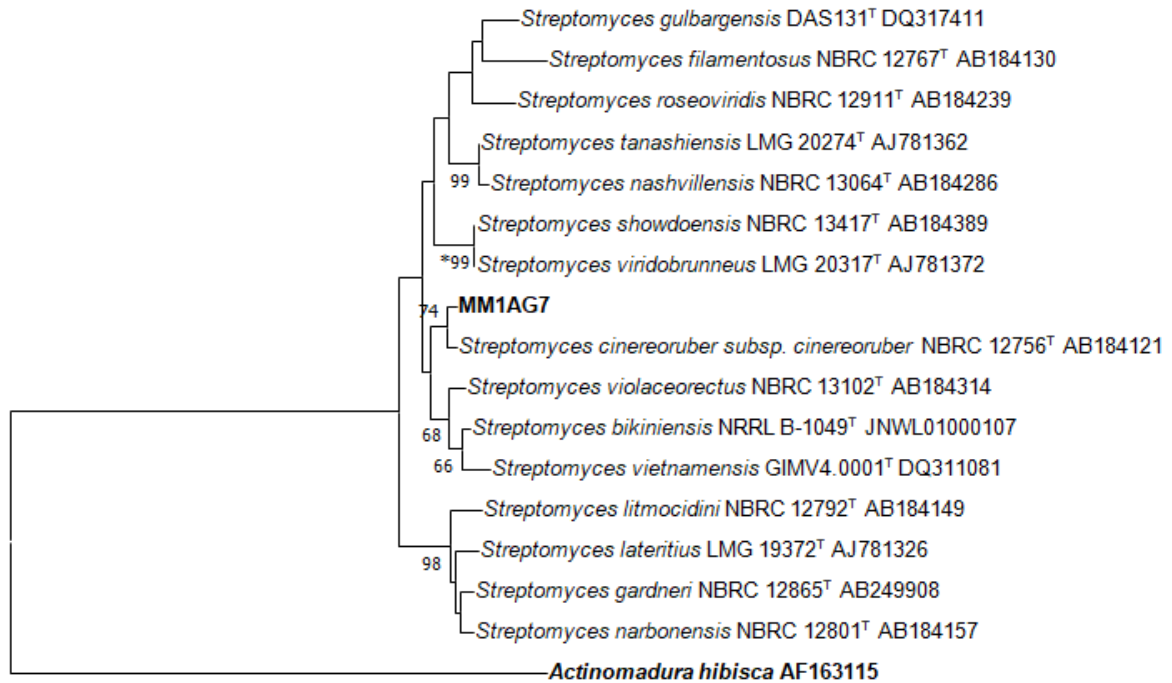 Streptomyces gulbargensis DAS131ᵀ DQ317411
Streptomyces filamentosus NBRC 12767ᵀ AB184130
Streptomyces roseoviridis NBRC 12911ᵀ AB184239
Streptomyces tanashiensis LMG 20274ᵀ AJ781362
99
Streptomyces nashvillensis NBRC 13064ᵀ AB184286
Streptomyces showdoensis NBRC 13417ᵀ AB184389
*99
Streptomyces viridobrunneus LMG 20317ᵀ AJ781372
74
MM1AG7
Streptomyces cinereoruber subsp. cinereoruber NBRC 12756ᵀ AB184121
Streptomyces violaceorectus NBRC 13102ᵀ AB184314
Streptomyces bikiniensis NRRL B-1049ᵀ JNWL01000107
68
66
Streptomyces vietnamensis GIMV4.0001ᵀ DQ311081
Streptomyces litmocidini NBRC 12792ᵀ AB184149
Streptomyces lateritius LMG 19372ᵀ AJ781326
98
Streptomyces gardneri NBRC 12865ᵀ AB249908
Streptomyces narbonensis NBRC 12801ᵀ AB184157
Actinomadura hibisca AF163115